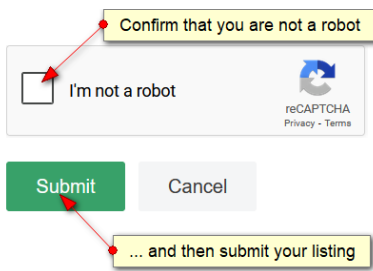 Confirm that you are not a robot
I'm not a robot
reCAPTCHA
Privacy - Terms
Submit
Cancel
... and then submit your listing